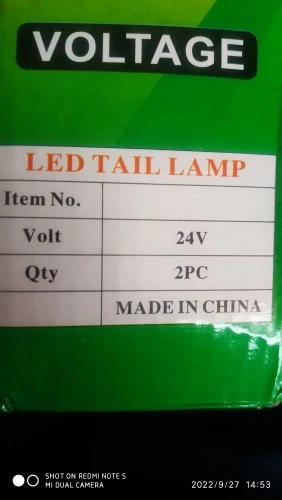 VOLTAGE
LED TAIL LAMP
Item No.
Volt 24V
Qty 2PC
MADE IN CHINA
SHOT ON REDMI NOTE 5
MI DUAL CAMERA
2022/9/27 14:53